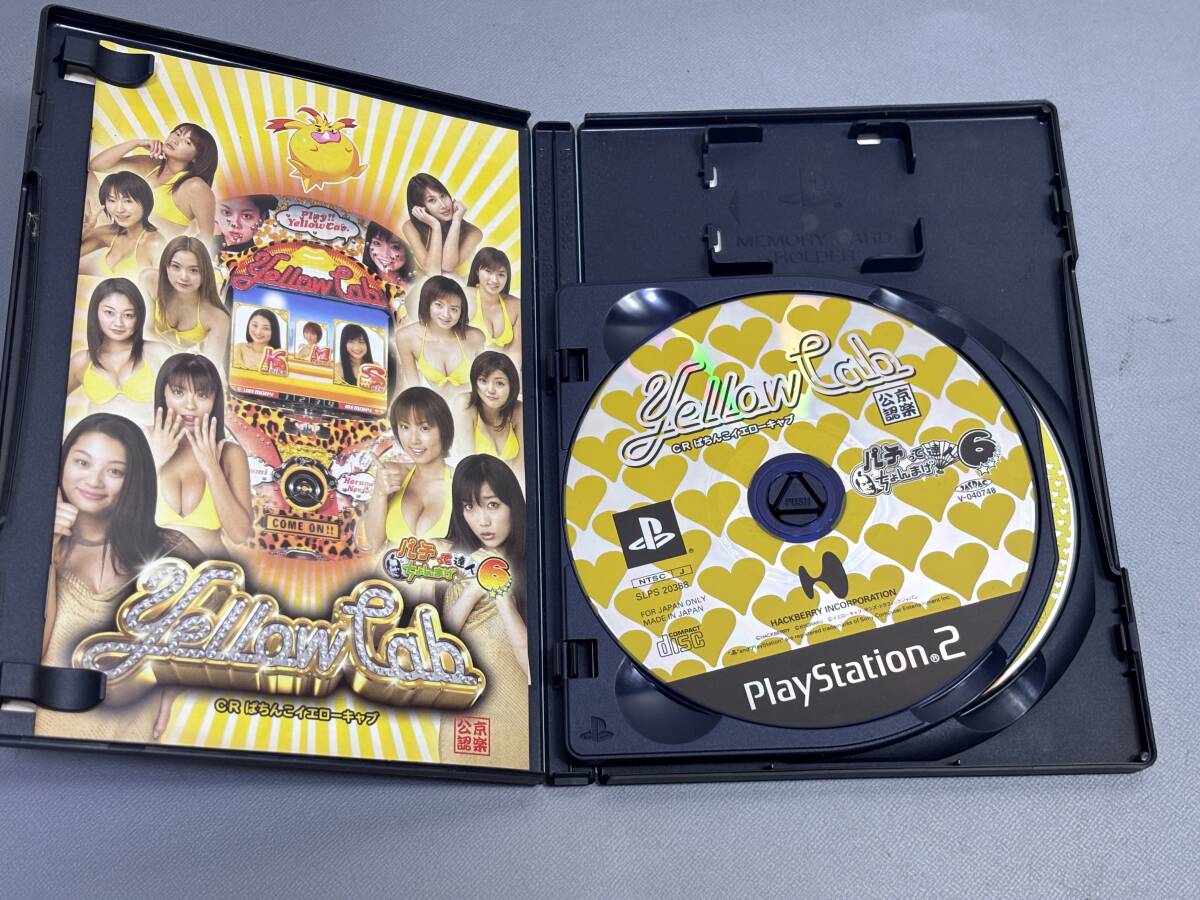 Play!!
Yellow Cab.
Yellow Cab
K
M
S
COME ON!!
パチって
ちょんまげ達人6
Yellow Cab
CR ぱちんこイエローキャブ
京楽
公認
MEMORY CARD
HOLDER
Yellow Cab
CR ぱちんこイエローキャブ
京楽
公認
パチって
ちょんまげ達人6
JASRAC
V-040748
PUSH
NTSC J
SLPS 20388
FOR JAPAN ONLY
MADE IN JAPAN
COMPACT
disc
HACKBERRY INCORPORATION
PlayStation®2